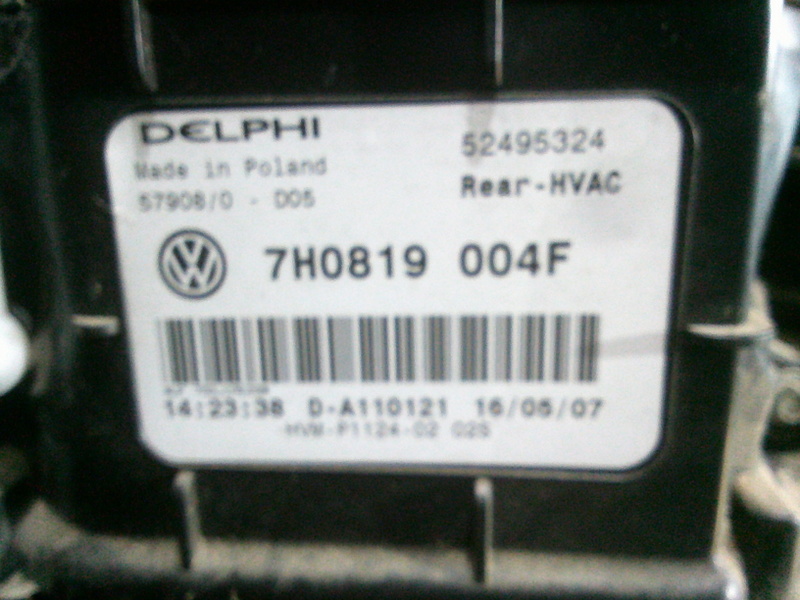 DELPHI
52495324
Made in Poland
Rear-HVAC
57908/0 - D05
7H0819 004F
14:23:38 D-A110121 16/05/07
HVM-P1124-02 02S